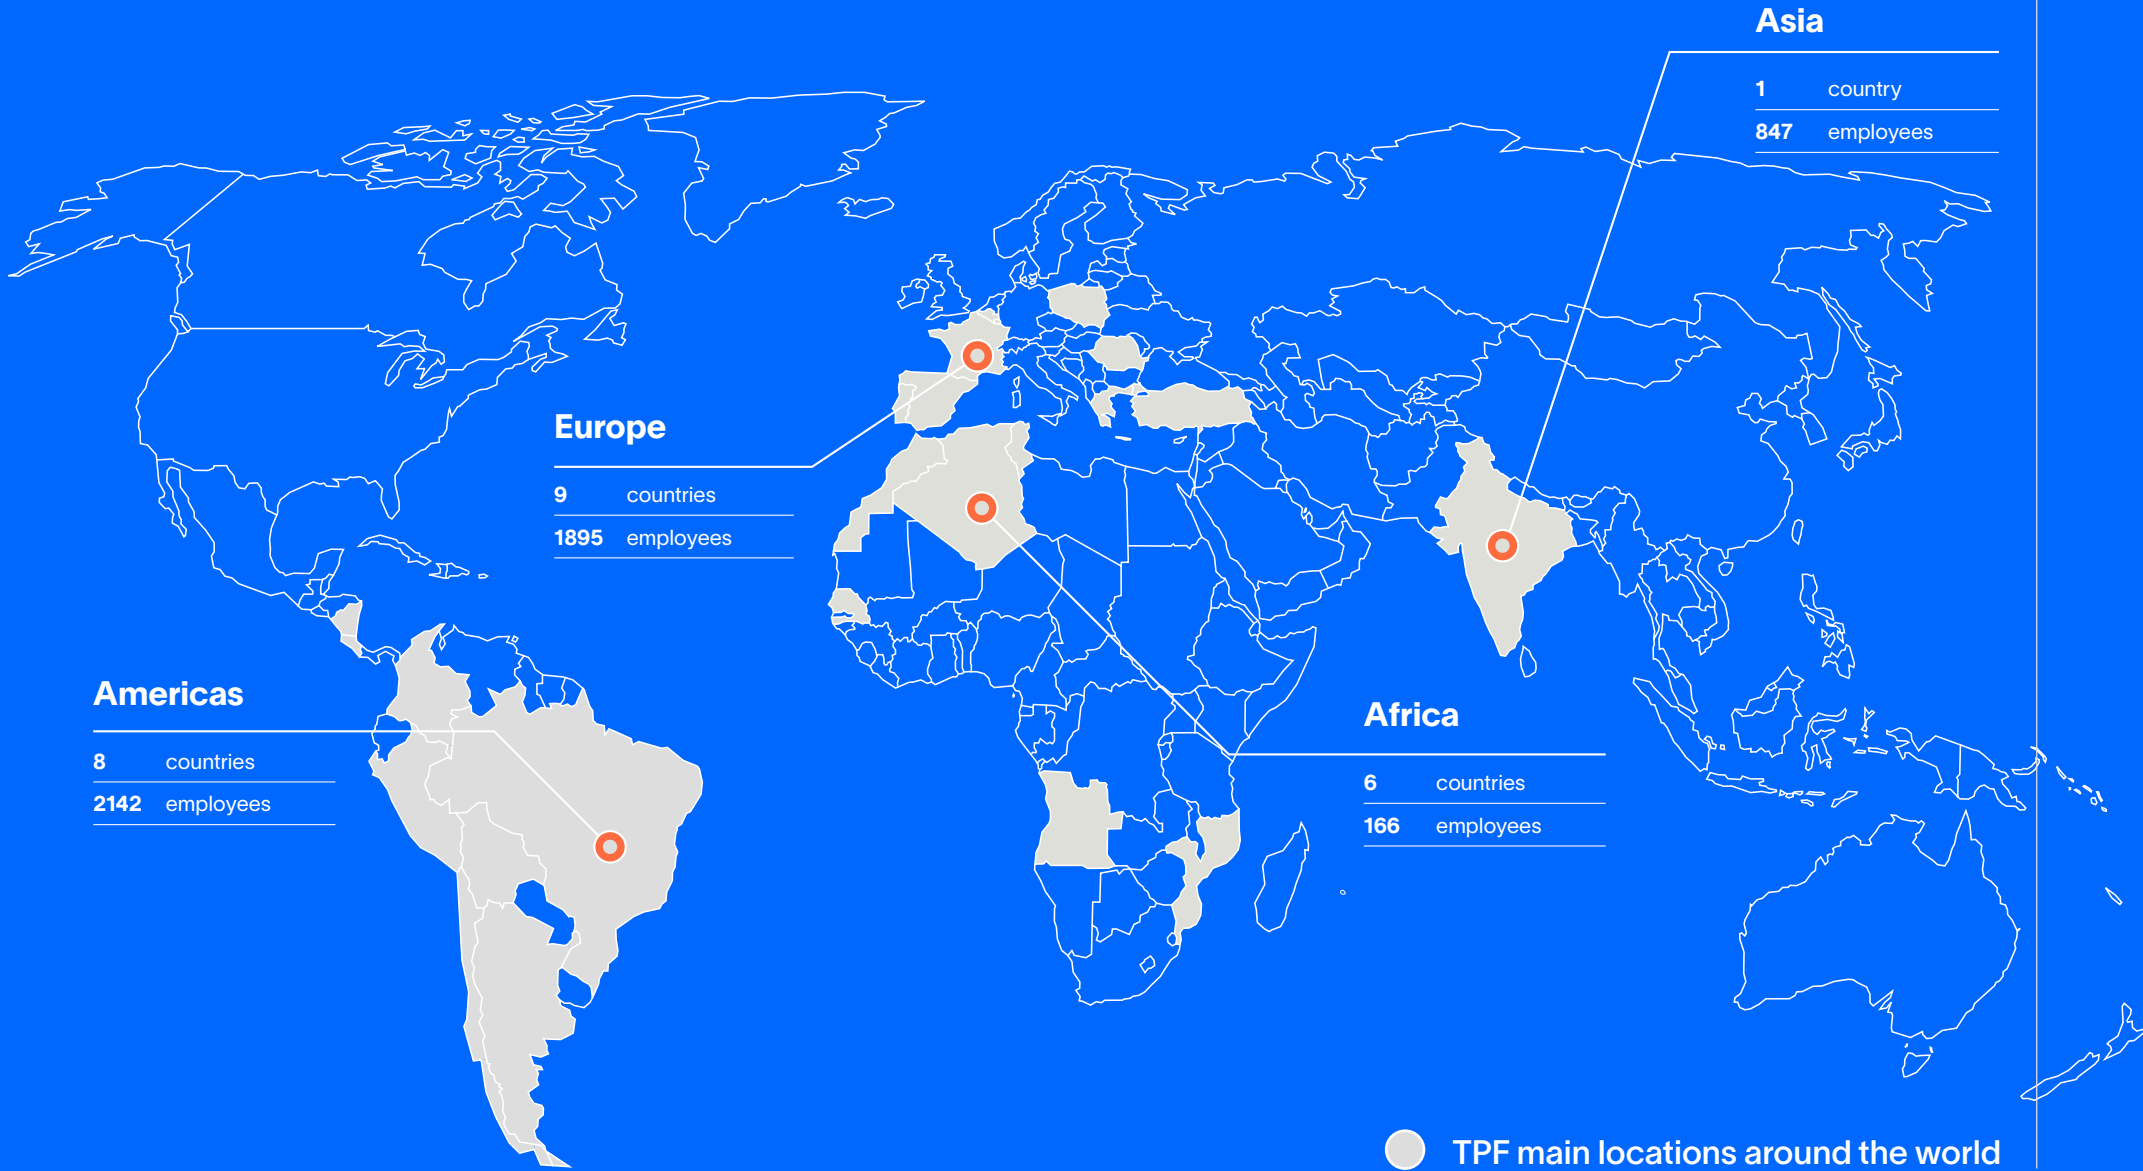 Asia
1 country
847 employees
Europe
9 countries
1895 employees
Americas
8 countries
2142 employees
Africa
6 countries
166 employees
TPF main locations around the world